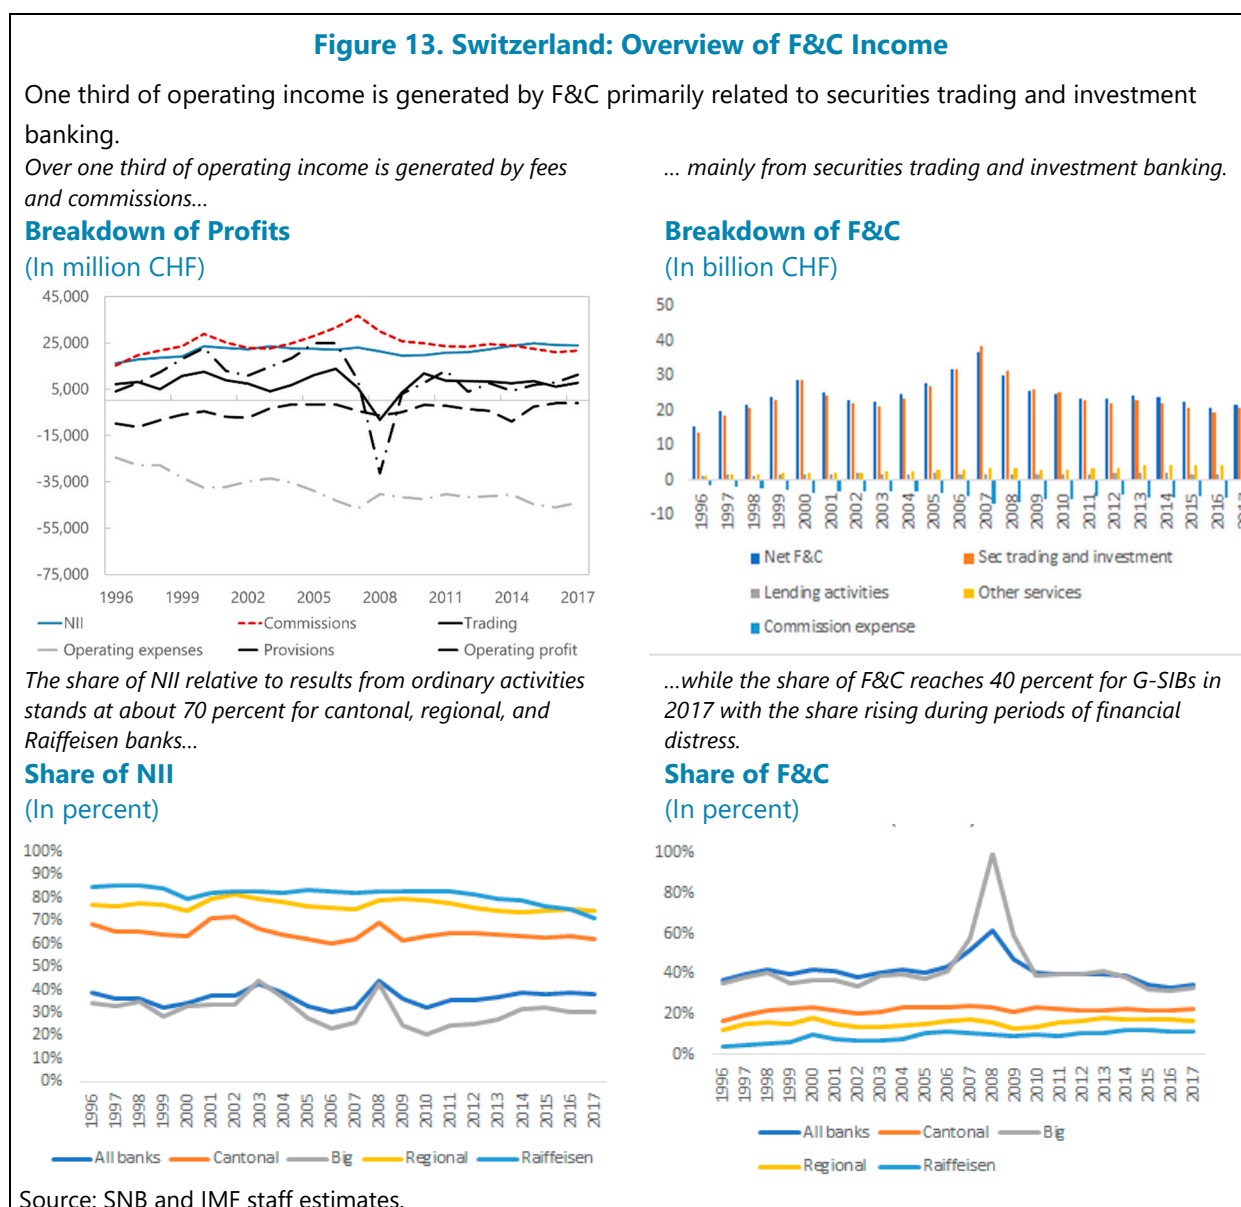 Figure 13. Switzerland: Overview of F&C Income
One third of operating income is generated by F&C primarily related to securities trading and investment
banking.
Over one third of operating income is generated by fees
and commissions…
Breakdown of Profits
(In million CHF)
45,000
25,000
5,000
-15,000
-35,000
-55,000
-75,000
1996 1999 2002 2005 2008 2011 2014 2017
NII Commissions Trading
Operating expenses Provisions Operating profit
… mainly from securities trading and investment banking.
Breakdown of F&C
(In billion CHF)
50
40
30
20
10
0
-10
1996 1997 1998 1999 2000 2001 2002 2003 2004 2005 2006 2007 2008 2009 2010 2011 2012 2013 2014 2015 2016
Net F&C Sec trading and investment
Lending activities Other services
Commission expense
The share of NII relative to results from ordinary activities
stands at about 70 percent for cantonal, regional, and
Raiffeisen banks…
Share of NII
(In percent)
100%
90%
80%
70%
60%
50%
40%
30%
20%
10%
0%
1996 1997 1998 1999 2000 2001 2002 2003 2004 2005 2006 2007 2008 2009 2010 2011 2012 2013 2014 2015 2016 2017
All banks Cantonal Big Regional Raiffeisen
…while the share of F&C reaches 40 percent for G-SIBs in
2017 with the share rising during periods of financial
distress.
Share of F&C
(In percent)
100%
80%
60%
40%
20%
0%
1996 1997 1998 1999 2000 2001 2002 2003 2004 2005 2006 2007 2008 2009 2010 2011 2012 2013 2014 2015 2016 2017
All banks Cantonal Big
Regional Raiffeisen
Source: SNB and IMF staff estimates.